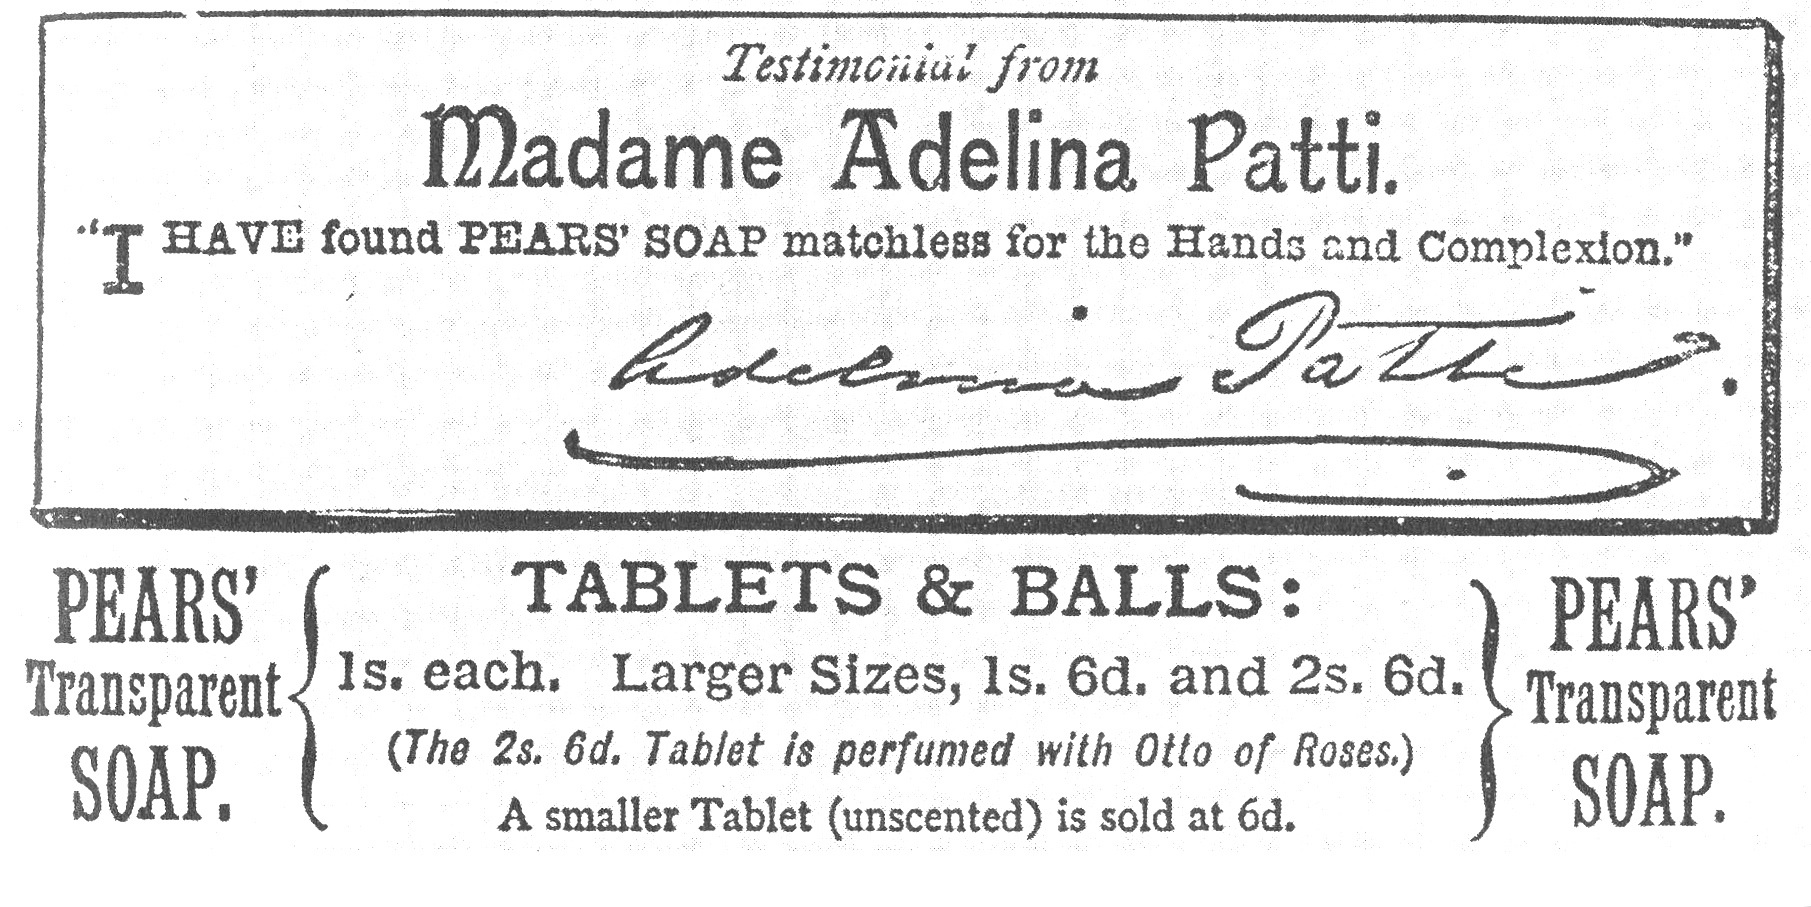 Testimonial from
Madame Adelina Patti.
"I HAVE found PEARS' SOAP matchless for the Hands and Complexion."
Adelina Patti.
PEARS'
Transparent
SOAP.
TABLETS & BALLS:
1s. each. Larger Sizes, 1s. 6d. and 2s. 6d.
(The 2s. 6d. Tablet is perfumed with Otto of Roses.)
A smaller Tablet (unscented) is sold at 6d.
PEARS'
Transparent
SOAP.